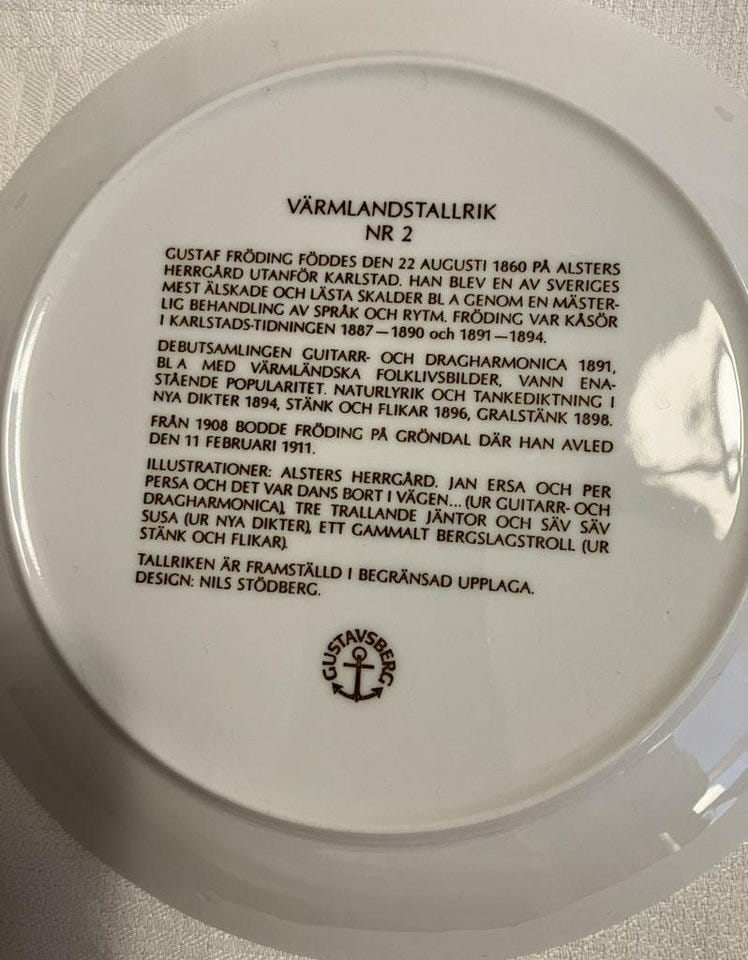 VÄRMLANDSTALLRIK
NR 2
GUSTAF FRÖDING FÖDDES DEN 22 AUGUSTI 1860 PÅ ALSTERS
HERRGÅRD UTANFÖR KARLSTAD. HAN BLEV EN AV SVERIGES
MEST ÄLSKADE OCH LÄSTA SKALDER BL A GENOM EN MÄSTER-
LIG BEHANDLING AV SPRÅK OCH RYTM. FRÖDING VAR KÅSÖR
I KARLSTADS-TIDNINGEN 1887—1890 och 1891—1894.
DEBUTSAMLINGEN GUITARR- OCH DRAGHARMONICA 1891,
BL A MED VÄRMLÄNDSKA FOLKLIVSBILDER, VANN ENA-
STÅENDE POPULARITET. NATURLYRIK OCH TANKEDIKTNING I
NYA DIKTER 1894, STÄNK OCH FLIKAR 1896, GRALSTÄNK 1898.
FRÅN 1908 BODDE FRÖDING PÅ GRÖNDAL DÄR HAN AVLED
DEN 11 FEBRUARI 1911.
ILLUSTRATIONER: ALSTERS HERRGÅRD. JAN ERSA OCH PER
PERSA OCH DET VAR DANS BORT I VÄGEN... (UR GUITARR- OCH
DRAGHARMONICA), TRE TRALLANDE JÄNTOR OCH SÄV SÄV
SUSA (UR NYA DIKTER), ETT GAMMALT BERGSLAGSTROLL (UR
STÄNK OCH FLIKAR).
TALLRIKEN ÄR FRAMSTÄLLD I BEGRÄNSAD UPPLAGA.
DESIGN: NILS STÖDBERG.
GUSTAVSBERG